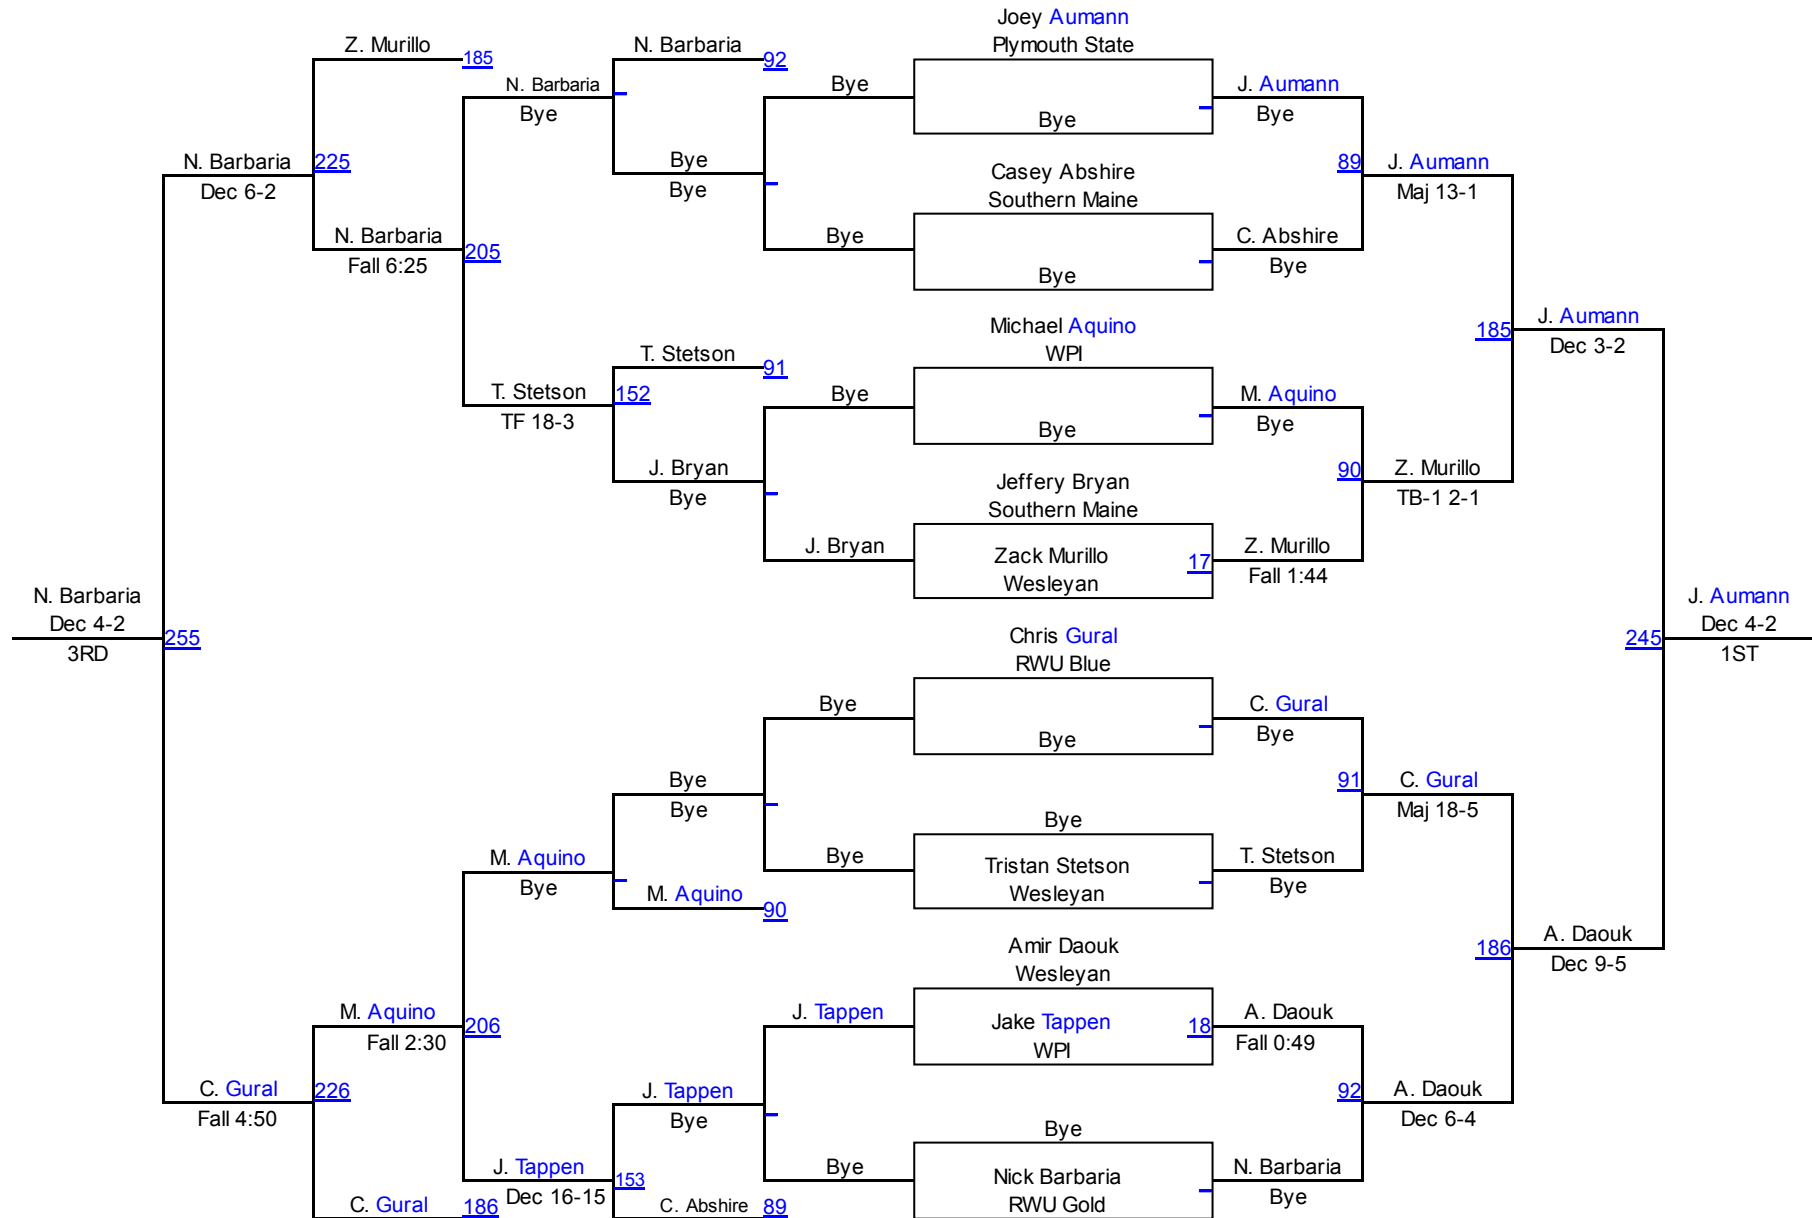 Joey Aumann
Z. Murillo
N. Barbaria
Plymouth State
185
92
N. Barbaria
Bye
J. Aumann
Bye
Bye
Bye
N. Barbaria
225
Bye
Casey Abshire
89
J. Aumann
Dec 6-2
Bye
Southern Maine
Maj 13-1
N. Barbaria
205
Bye
C. Abshire
Fall 6:25
Bye
Bye
Michael Aquino
185
J. Aumann
T. Stetson
91
WPI
Dec 3-2
T. Stetson
152
Bye
M. Aquino
TF 18-3
Bye
Bye
J. Bryan
Jeffery Bryan
90
Z. Murillo
Bye
Southern Maine
TB-1 2-1
J. Bryan
Zack Murillo
17
Z. Murillo
Wesleyan
Fall 1:44
N. Barbaria
J. Aumann
Dec 4-2
Dec 4-2
255
Chris Gural
245
3RD
RWU Blue
1ST
Bye
C. Gural
Bye
Bye
Bye
91
C. Gural
Bye
Bye
Maj 18-5
M. Aquino
Bye
Tristan Stetson
T. Stetson
Bye
M. Aquino
90
Wesleyan
Bye
Amir Daouk
186
A. Daouk
Wesleyan
Dec 9-5
M. Aquino
206
J. Tappen
Jake Tappen
18
A. Daouk
Fall 2:30
WPI
Fall 0:49
C. Gural
226
J. Tappen
92
A. Daouk
Fall 4:50
Bye
Bye
Dec 6-4
J. Tappen
153
Bye
Nick Barbaria
N. Barbaria
Dec 16-15
C. Gural
186
C. Abshire
89
RWU Gold
Bye